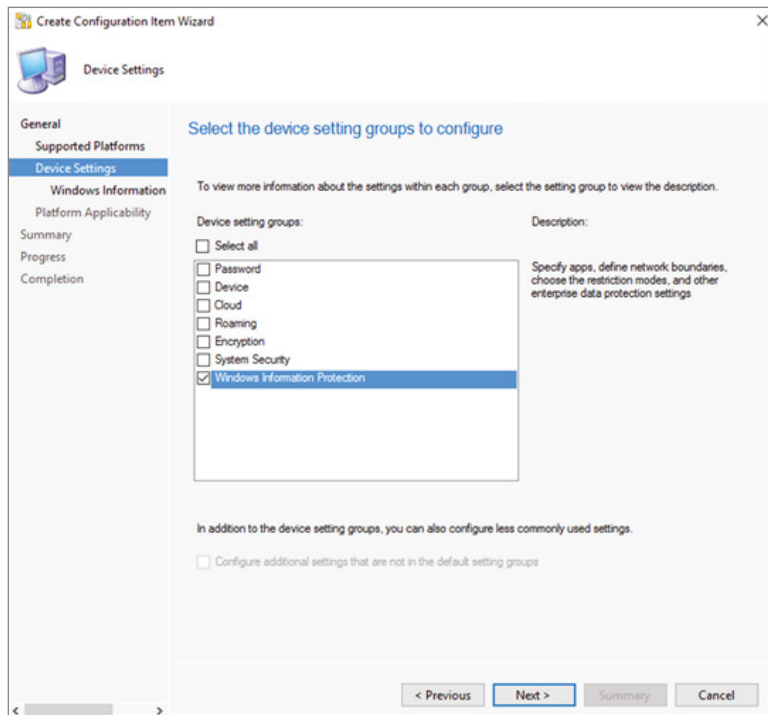 Create Configuration Item Wizard
Device Settings
General
Supported Platforms
Device Settings
Windows Information
Platform Applicability
Summary
Progress
Completion
Select the device setting groups to configure
To view more information about the settings within each group, select the setting group to view the description.
Device setting groups:
Select all
Password
Device
Cloud
Roaming
Encryption
System Security
Windows Information Protection
Description:
Specify apps, define network boundaries,
choose the restriction modes, and other
enterprise data protection settings
In addition to the device setting groups, you can also configure less commonly used settings.
Configure additional settings that are not in the default setting groups
< Previous
Next >
Summary
Cancel